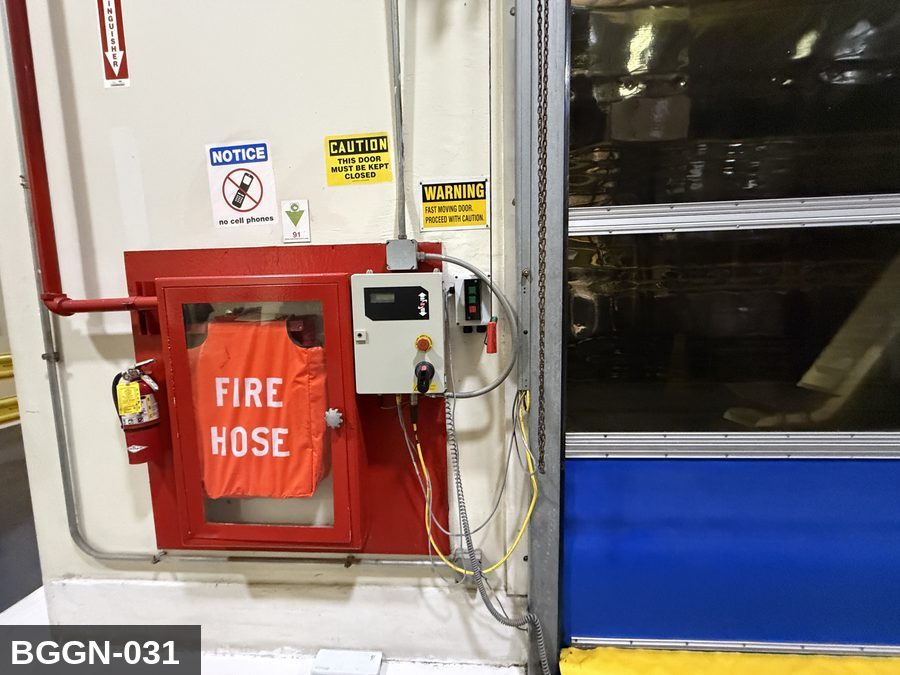 INGUISHER
NOTICE
no cell phones
CAUTION
THIS DOOR
MUST BE KEPT
CLOSED
91
WARNING
FAST MOVING DOOR.
PROCEED WITH CAUTION.
FIRE
HOSE
BGGN-031